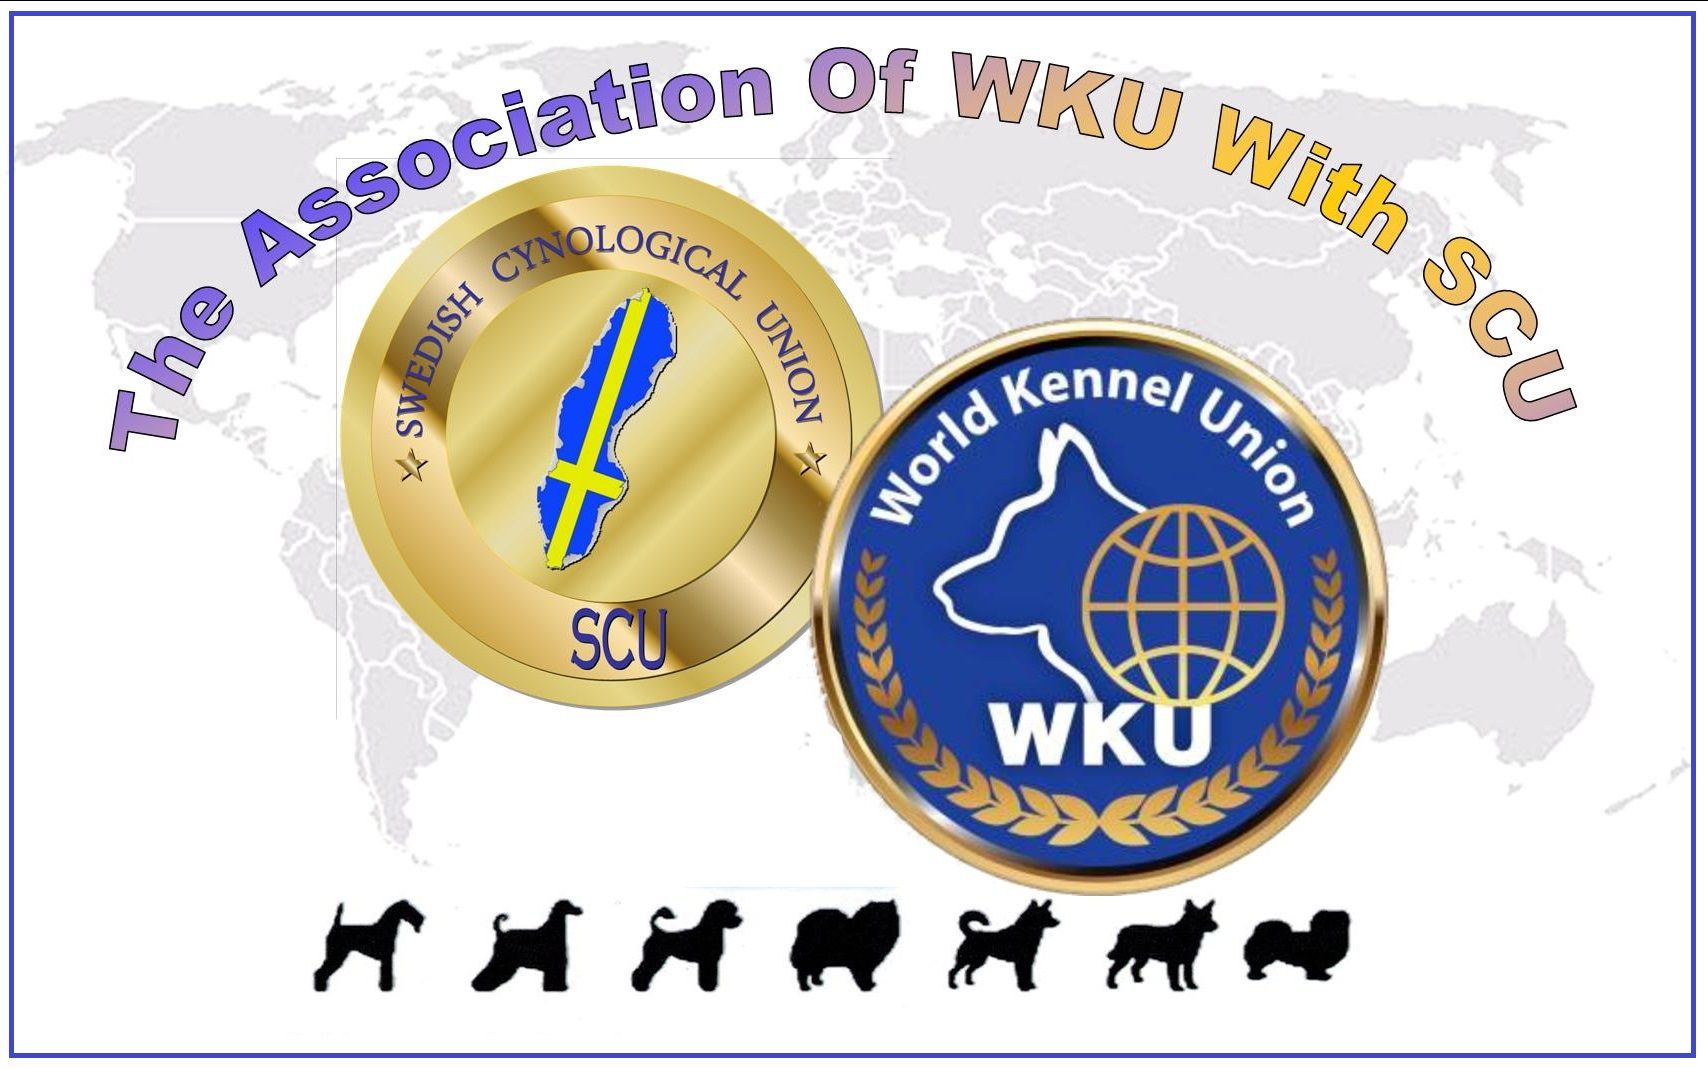 The Association Of WKU With SCU
SWEDISH CYNOLOGICAL UNION
SCU
World Kennel Union
WKU